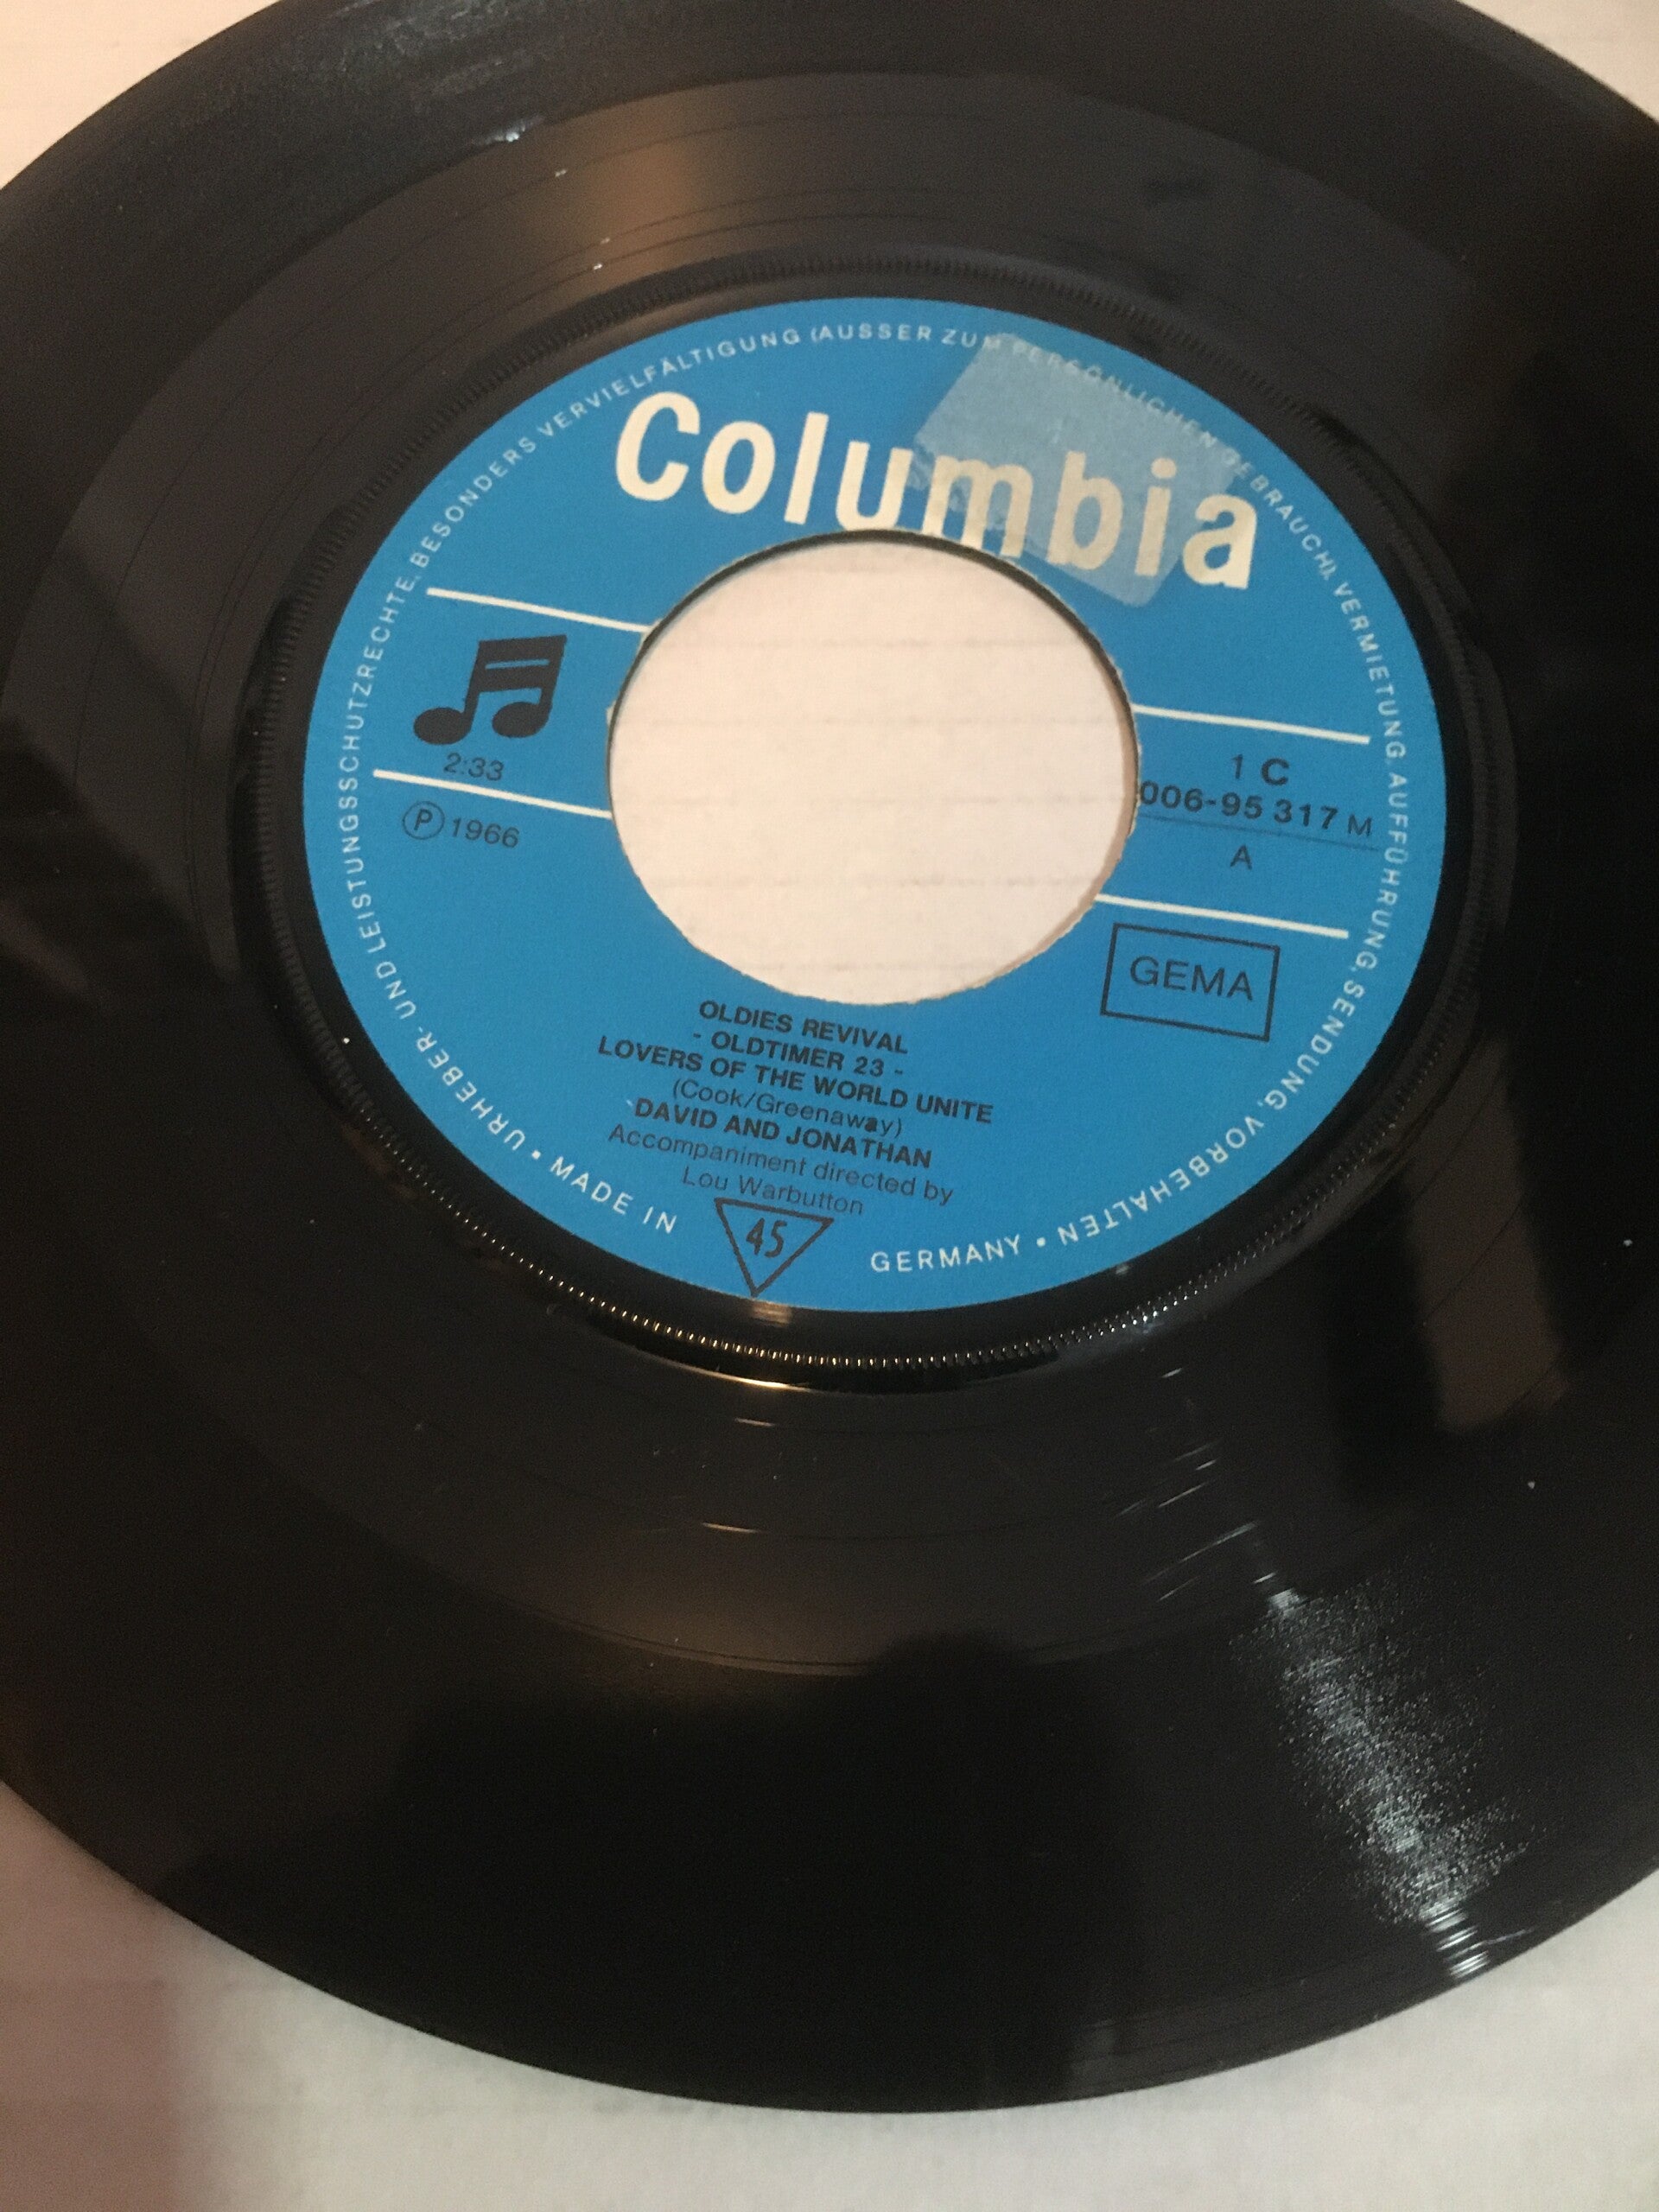 Columbia
2:33
Ⓟ 1966
1 C
006-95 317 M
A
GEMA
OLDIES REVIVAL
- OLDTIMER 23 -
LOVERS OF THE WORLD UNITE
(Cook/Greenaway)
DAVID AND JONATHAN
Accompaniment directed by
Lou Warbutton
45
MADE IN GERMANY • URHEBER- UND LEISTUNGSSCHUTZRECHTE, BESONDERS VERVIELFÄLTIGUNG (AUSSER ZUM PERSÖNLICHEN GEBRAUCH), VERMIETUNG, AUFFÜHRUNG, SENDUNG, VORBEHALTEN •